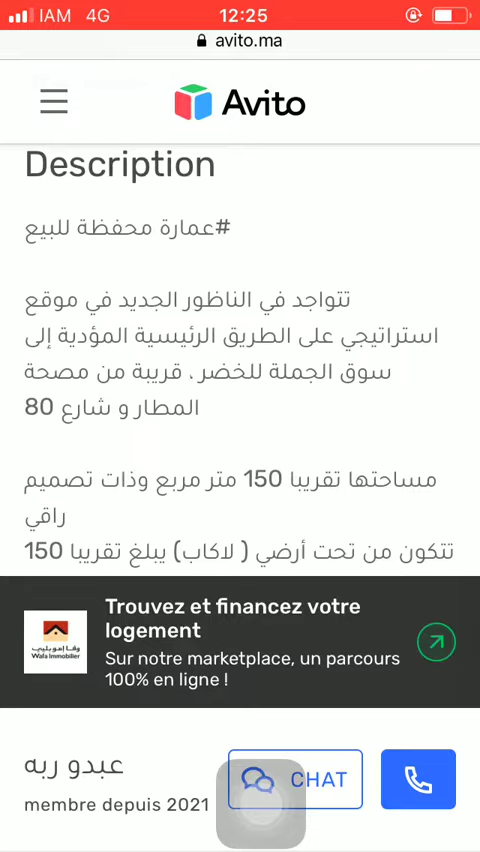 IAM 4G
12:25
avito.ma
Avito
Description
#عمارة محفظة للبيع
تتواجد في الناظور الجديد في موقع
استراتيجي على الطريق الرئيسية المؤدية إلى
سوق الجملة للخضر ، قريبة من مصحة
المطار و شارع 80
مساحتها تقريبا 150 متر مربع وذات تصميم
راقي
تتكون من تحت أرضي ( لاكاب) يبلغ تقريبا 150
Trouvez et financez votre
logement
Sur notre marketplace, un parcours
100% en ligne !
وفا إموبليي
Wafa Immobilier
عبدو ربه
membre depuis 2021
CHAT